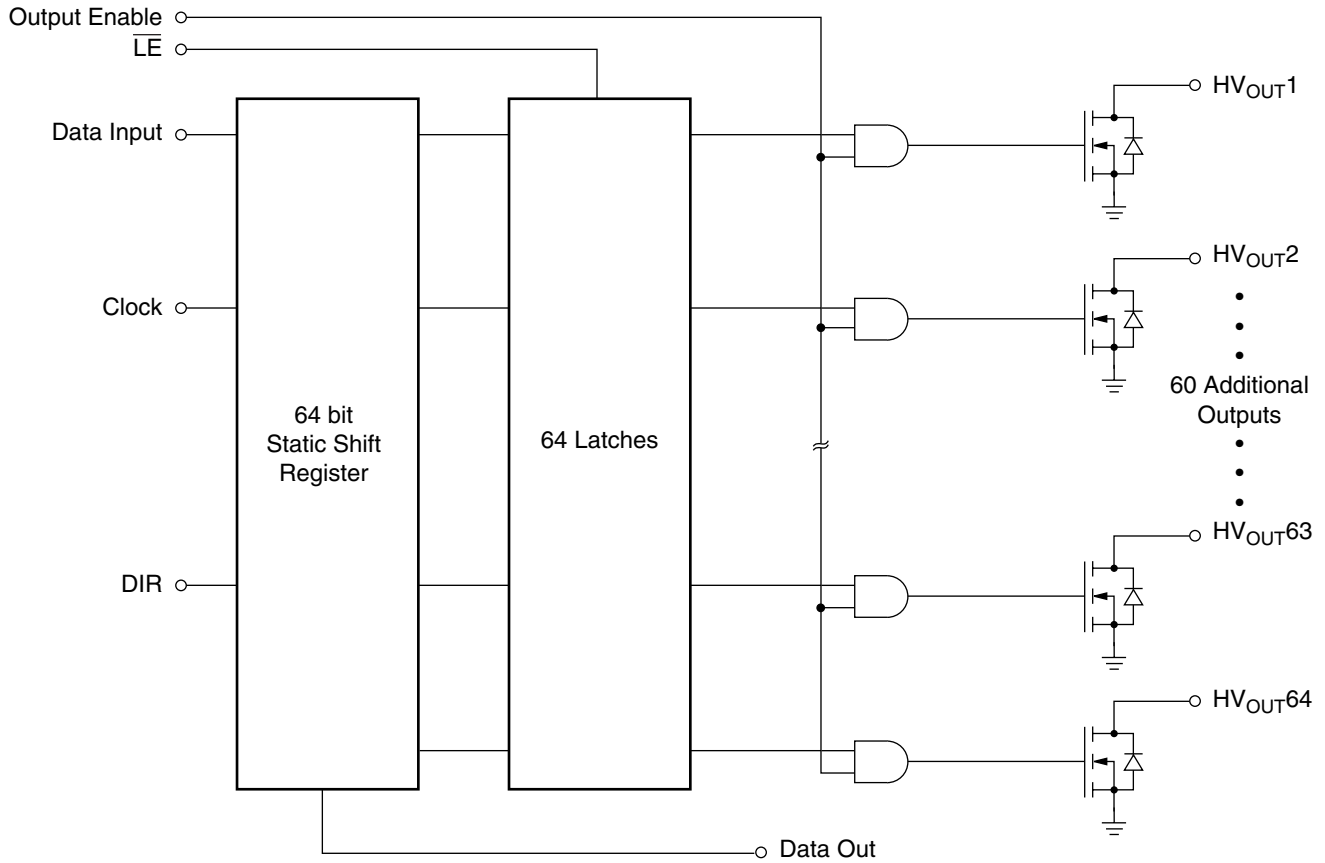 Output Enable
L̅E̅
HVOUT1
Data Input
HVOUT2
Clock
60 Additional
Outputs
64 bit
Static Shift
Register
64 Latches
HVOUT63
DIR
HVOUT64
Data Out